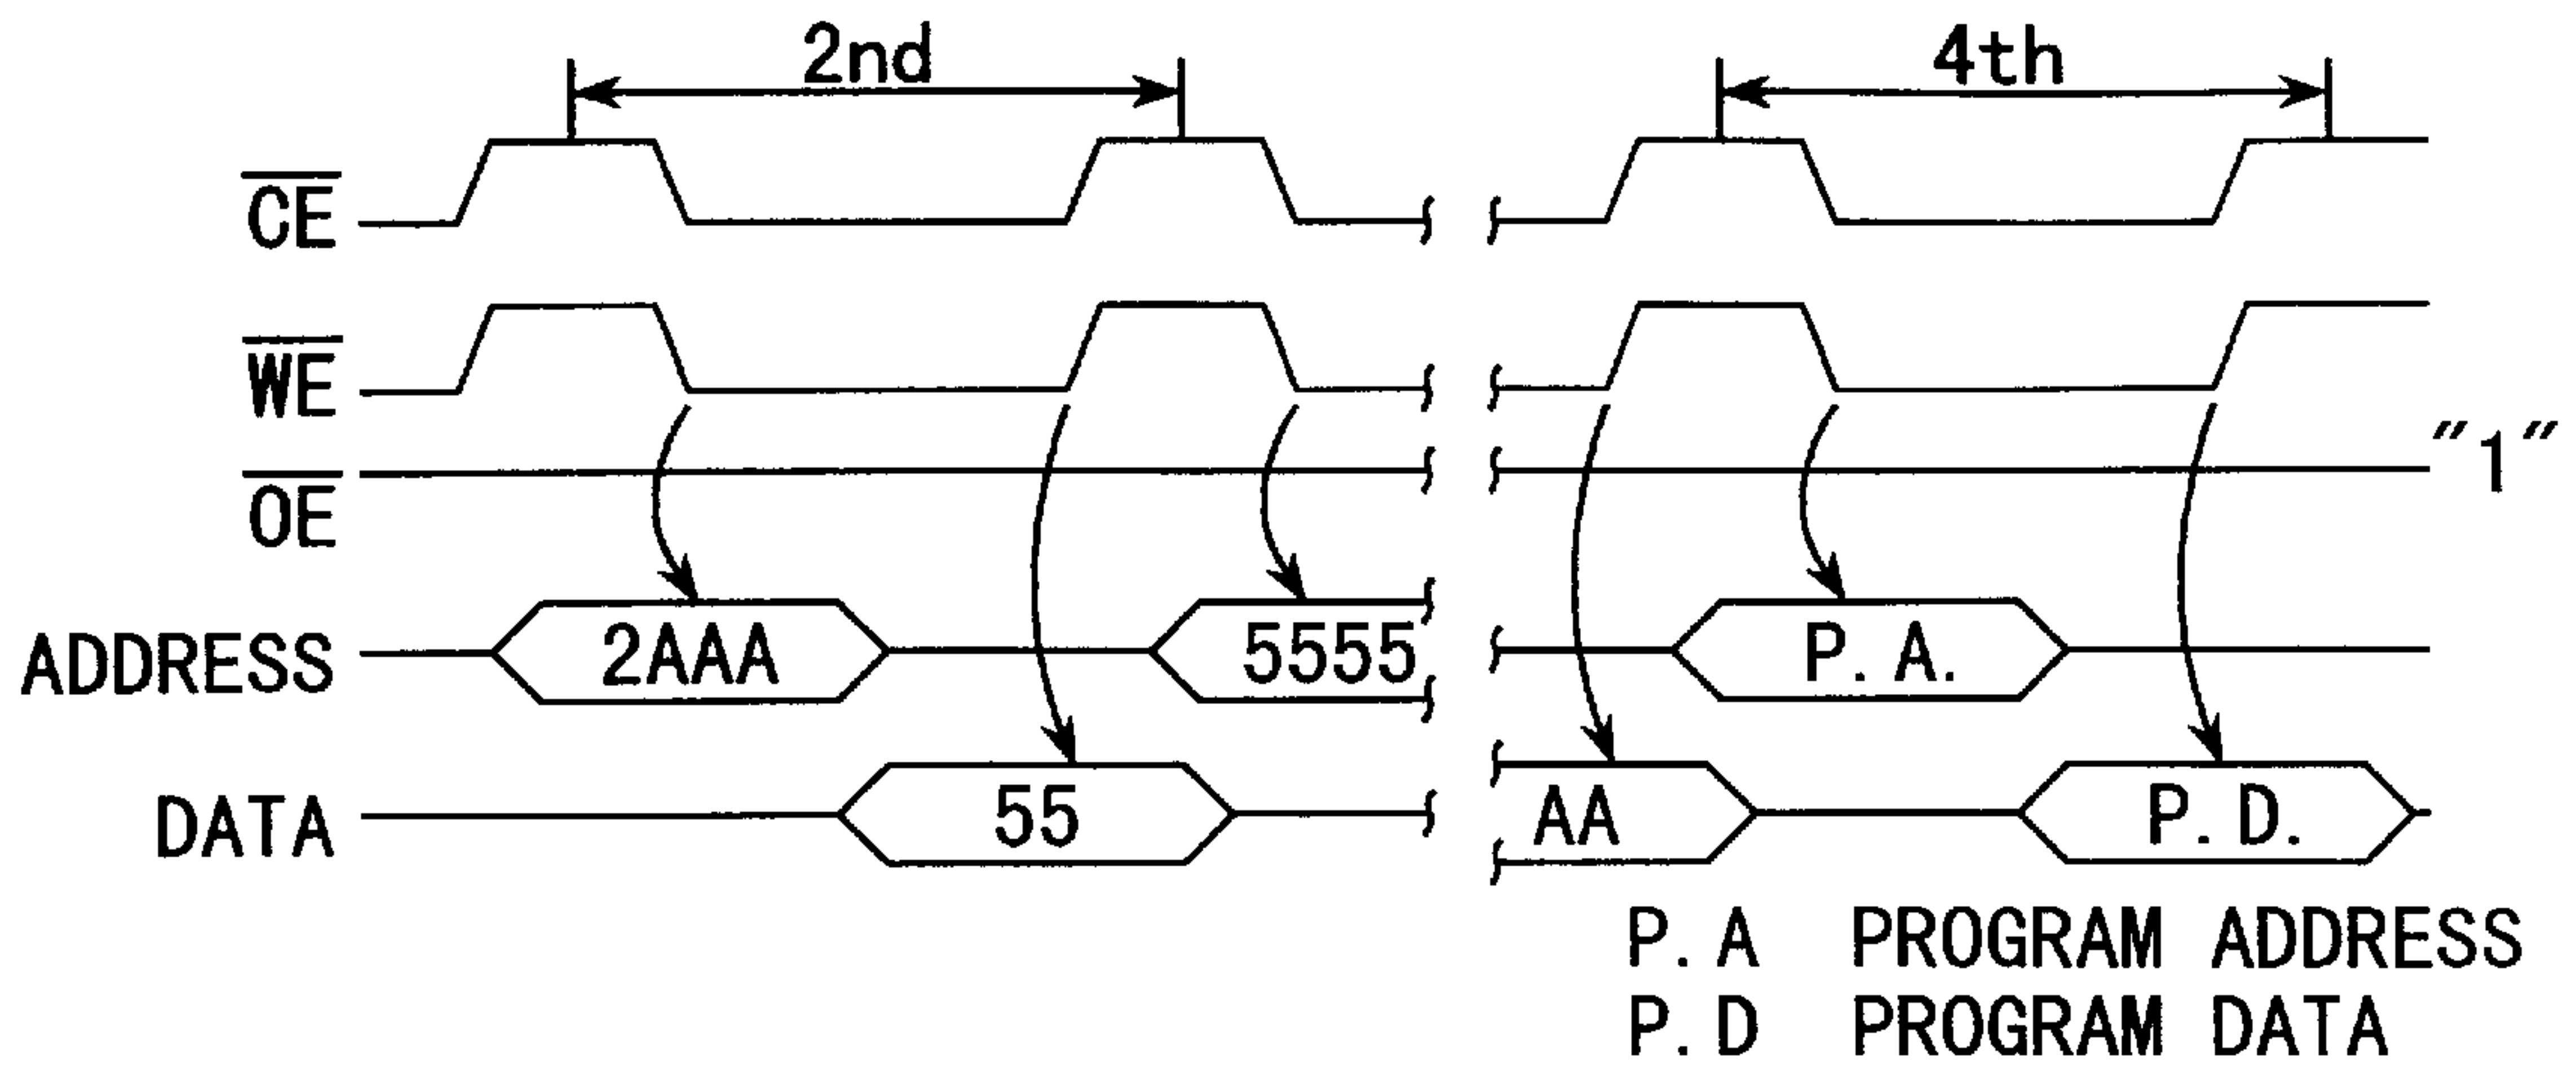 2nd 4th
CE
WE
OE "1"
ADDRESS 2AAA 5555 P.A.
DATA 55 AA P.D.
P.A PROGRAM ADDRESS
P.D PROGRAM DATA